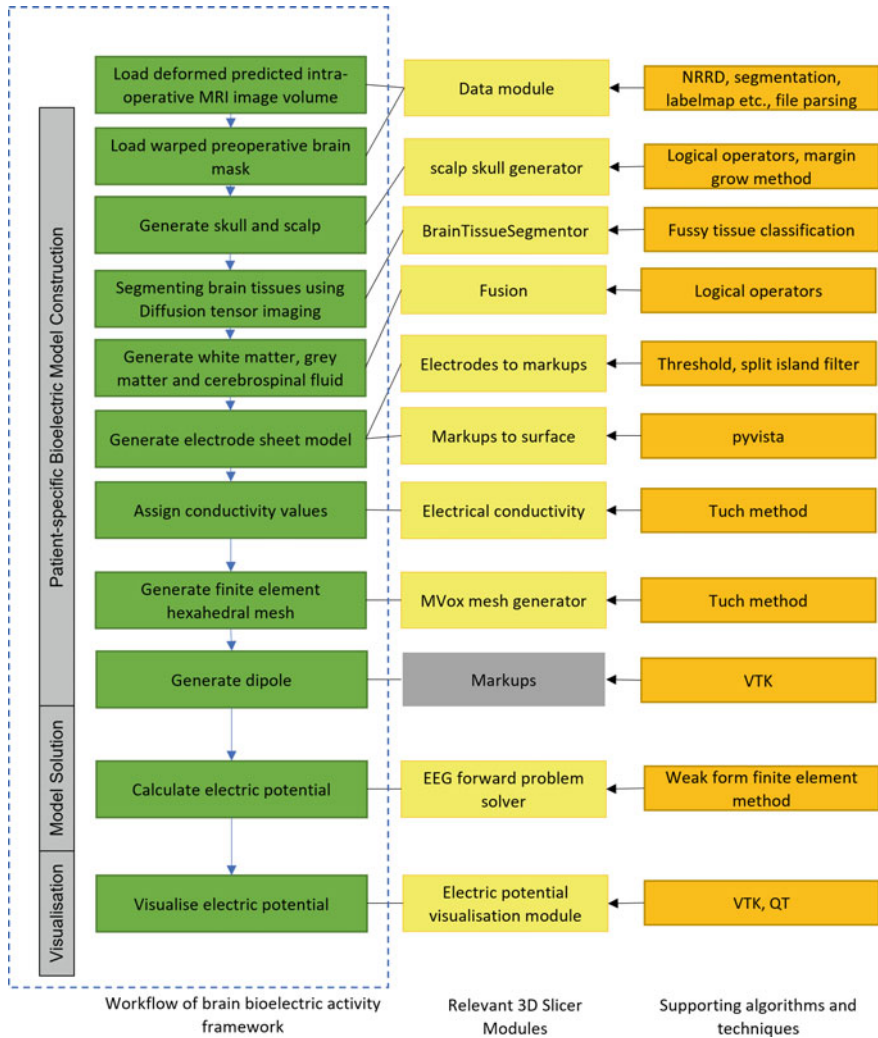 Load deformed predicted intra-
operative MRI image volume
Data module
NRRD, segmentation,
labelmap etc., file parsing
Load warped preoperative brain
mask
scalp skull generator
Logical operators, margin
grow method
Generate skull and scalp
BrainTissueSegmentor
Fussy tissue classification
Segmenting brain tissues using
Diffusion tensor imaging
Fusion
Logical operators
Generate white matter, grey
matter and cerebrospinal fluid
Electrodes to markups
Threshold, split island filter
Generate electrode sheet model
Markups to surface
pyvista
Assign conductivity values
Electrical conductivity
Tuch method
Generate finite element
hexahedral mesh
MVox mesh generator
Tuch method
Generate dipole
Markups
VTK
Calculate electric potential
EEG forward problem
solver
Weak form finite element
method
Visualise electric potential
Electric potential
visualisation module
VTK, QT
Patient-specific Bioelectric Model Construction
Model Solution
Visualisation
Workflow of brain bioelectric activity
framework
Relevant 3D Slicer
Modules
Supporting algorithms and
techniques